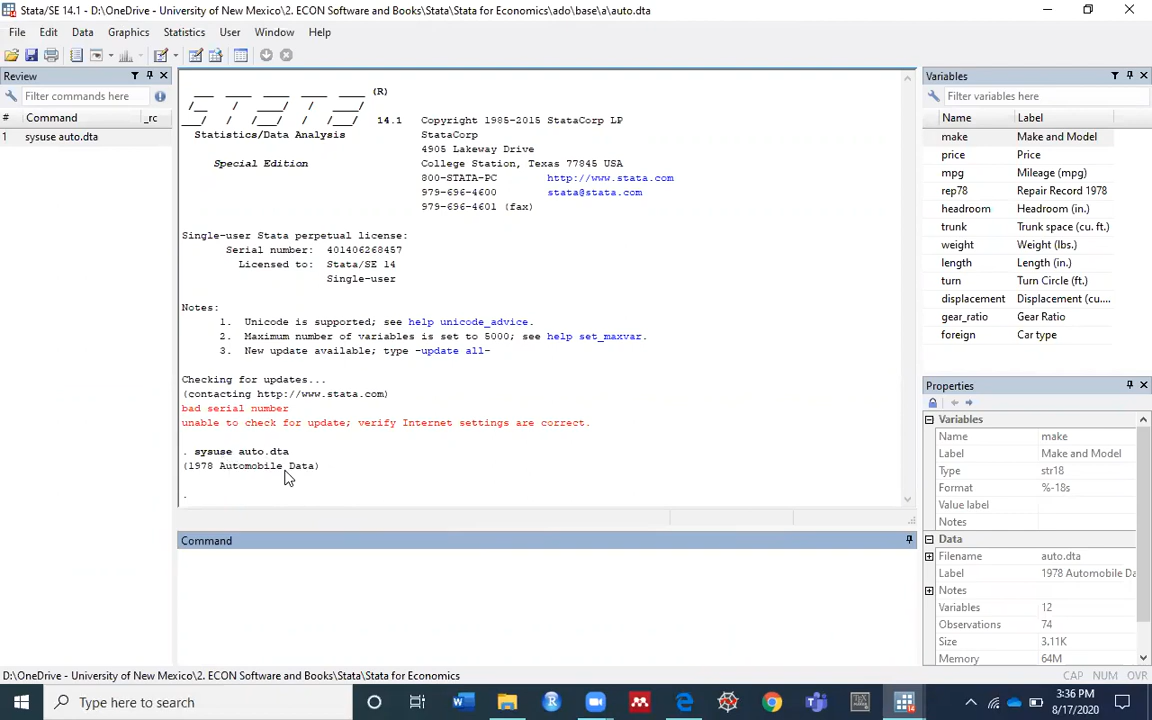 Stata/SE 14.1 - D:\OneDrive - University of New Mexico\2. ECON Software and Books\Stata\Stata for Economics\ado\base\a\auto.dta
File Edit Data Graphics Statistics User Window Help
Review
Filter commands here
# Command _rc
1 sysuse auto.dta
(R)
14.1 Copyright 1985-2015 StataCorp LP
Statistics/Data Analysis StataCorp
4905 Lakeway Drive
Special Edition College Station, Texas 77845 USA
800-STATA-PC http://www.stata.com
979-696-4600 stata@stata.com
979-696-4601 (fax)
Single-user Stata perpetual license:
Serial number: 401406268457
Licensed to: Stata/SE 14
Single-user
Notes:
1. Unicode is supported; see help unicode_advice.
2. Maximum number of variables is set to 5000; see help set_maxvar.
3. New update available; type -update all-
Checking for updates...
(contacting http://www.stata.com)
bad serial number
unable to check for update; verify Internet settings are correct.
. sysuse auto.dta
(1978 Automobile Data)
.
Command
Variables
Filter variables here
Name Label
make Make and Model
price Price
mpg Mileage (mpg)
rep78 Repair Record 1978
headroom Headroom (in.)
trunk Trunk space (cu. ft.)
weight Weight (lbs.)
length Length (in.)
turn Turn Circle (ft.)
displacement Displacement (cu....
gear_ratio Gear Ratio
foreign Car type
Properties
Variables
Name make
Label Make and Model
Type str18
Format %-18s
Value label
Notes
Data
Filename auto.dta
Label 1978 Automobile Da
Notes
Variables 12
Observations 74
Size 3.11K
Memory 64M
D:\OneDrive - University of New Mexico\2. ECON Software and Books\Stata\Stata for Economics
CAP NUM OVR
Type here to search
3:36 PM
8/17/2020